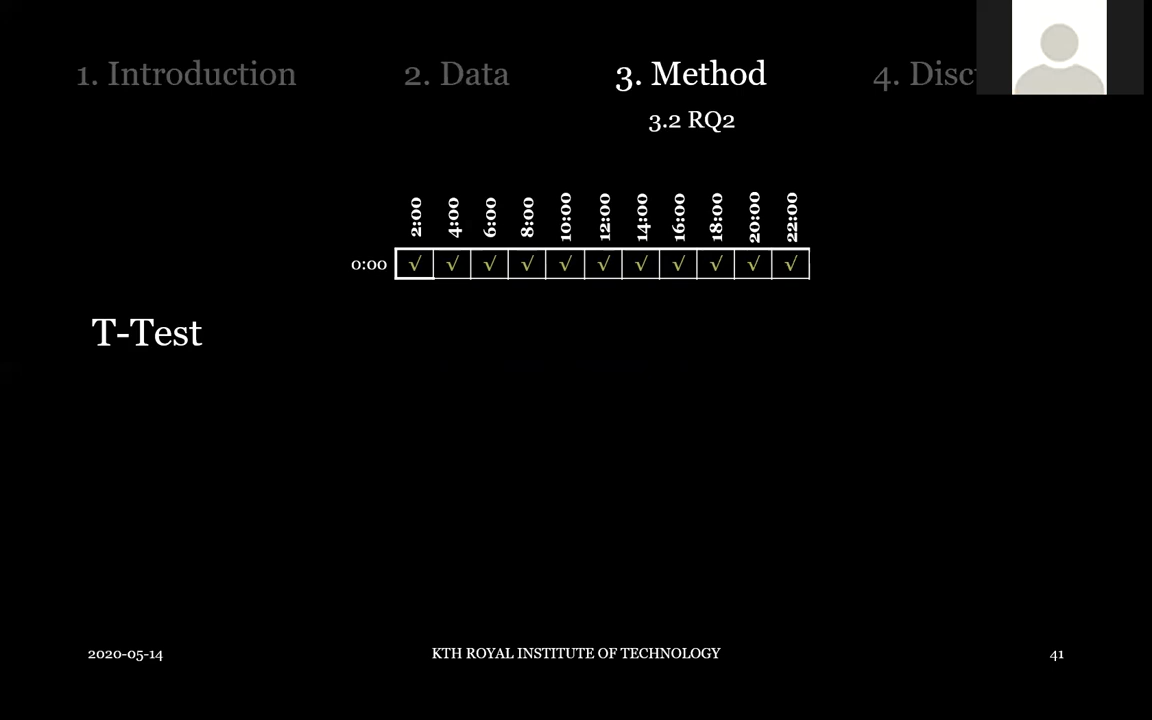 1. Introduction 2. Data 3. Method 4. Disc
3.2 RQ2
2:00 4:00 6:00 8:00 10:00 12:00 14:00 16:00 18:00 20:00 22:00
0:00 √ √ √ √ √ √ √ √ √ √ √
T-Test
2020-05-14 KTH ROYAL INSTITUTE OF TECHNOLOGY 41